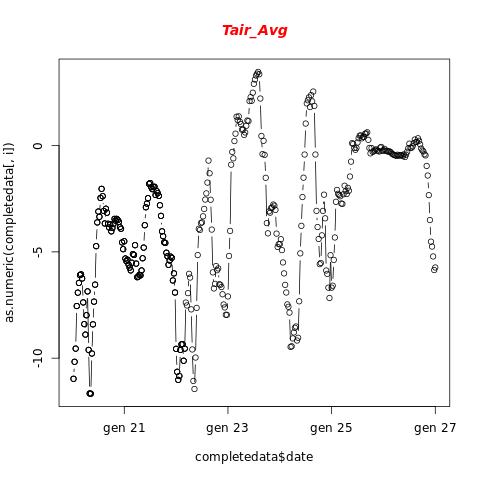 Tair_Avg
as.numeric(completedata[, i])
0
-5
-10
gen 21 gen 23 gen 25 gen 27
completedata$date